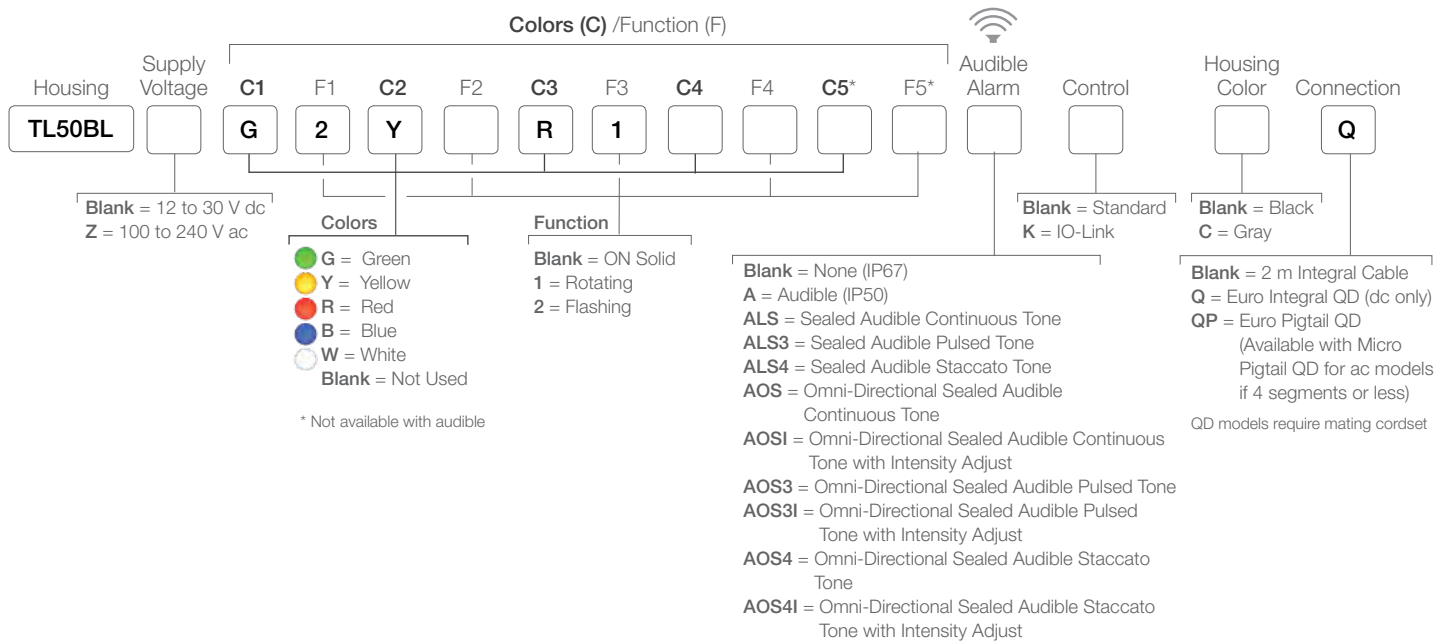 Colors (C) /Function (F)
Housing
Supply
Voltage
C1
F1
C2
F2
C3
F3
C4
F4
C5*
F5*
Audible
Alarm
Control
Housing
Color
Connection
TL50BL
G
2
Y
R
1
Q
Blank = 12 to 30 V dc
Z = 100 to 240 V ac
Colors
G = Green
Y = Yellow
R = Red
B = Blue
W = White
Blank = Not Used
* Not available with audible
Function
Blank = ON Solid
1 = Rotating
2 = Flashing
Blank = None (IP67)
A = Audible (IP50)
ALS = Sealed Audible Continuous Tone
ALS3 = Sealed Audible Pulsed Tone
ALS4 = Sealed Audible Staccato Tone
AOS = Omni-Directional Sealed Audible
Continuous Tone
AOSI = Omni-Directional Sealed Audible Continuous
Tone with Intensity Adjust
AOS3 = Omni-Directional Sealed Audible Pulsed Tone
AOS3I = Omni-Directional Sealed Audible Pulsed
Tone with Intensity Adjust
AOS4 = Omni-Directional Sealed Audible Staccato
Tone
AOS4I = Omni-Directional Sealed Audible Staccato
Tone with Intensity Adjust
Blank = Standard
K = IO-Link
Blank = Black
C = Gray
Blank = 2 m Integral Cable
Q = Euro Integral QD (dc only)
QP = Euro Pigtail QD
(Available with Micro
Pigtail QD for ac models
if 4 segments or less)
QD models require mating cordset